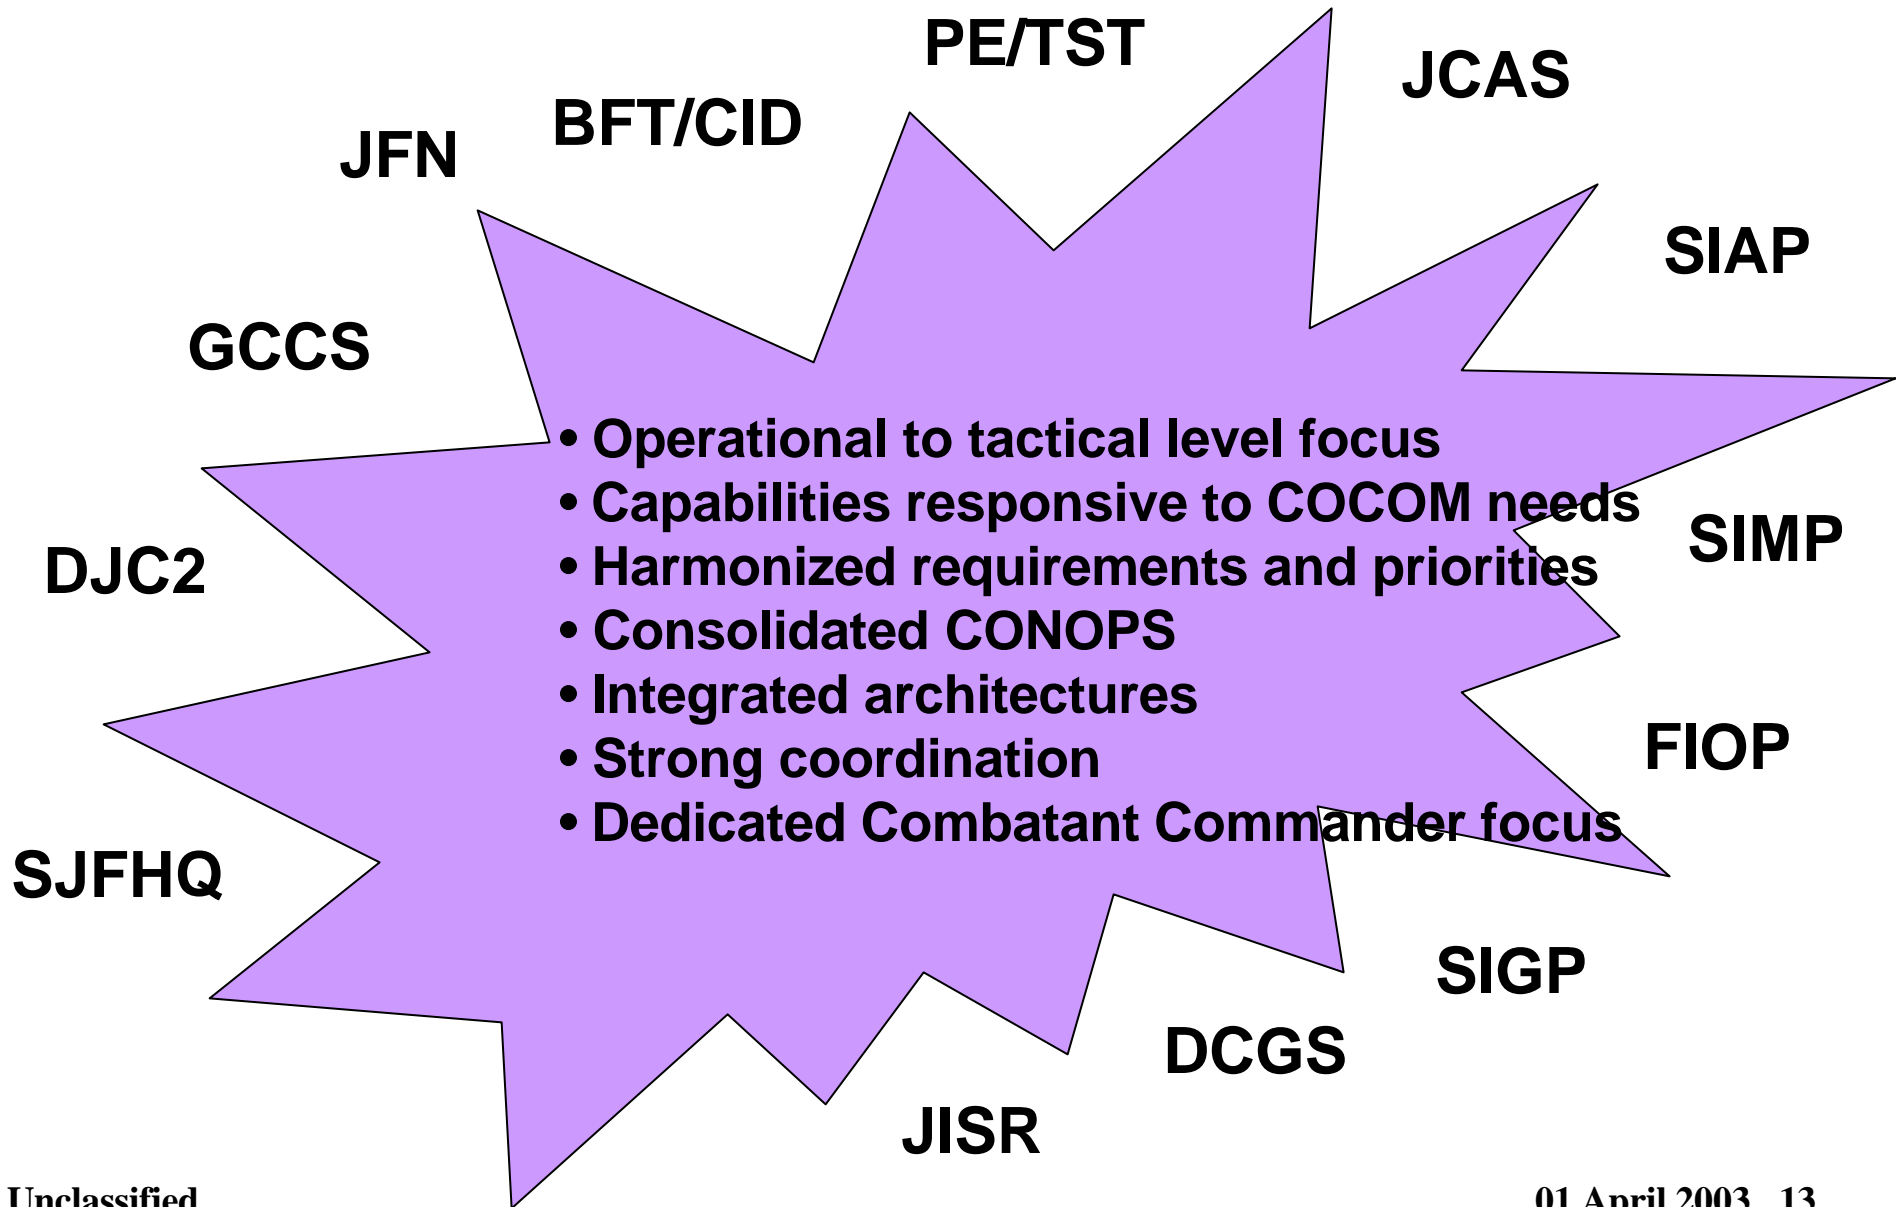 PE/TST
JCAS
BFT/CID
JFN
SIAP
GCCS
• Operational to tactical level focus
• Capabilities responsive to COCOM needs
• Harmonized requirements and priorities
• Consolidated CONOPS
• Integrated architectures
• Strong coordination
• Dedicated Combatant Commander focus
SIMP
DJC2
FIOP
SJFHQ
SIGP
DCGS
JISR
Unclassified
01 April 2003 13